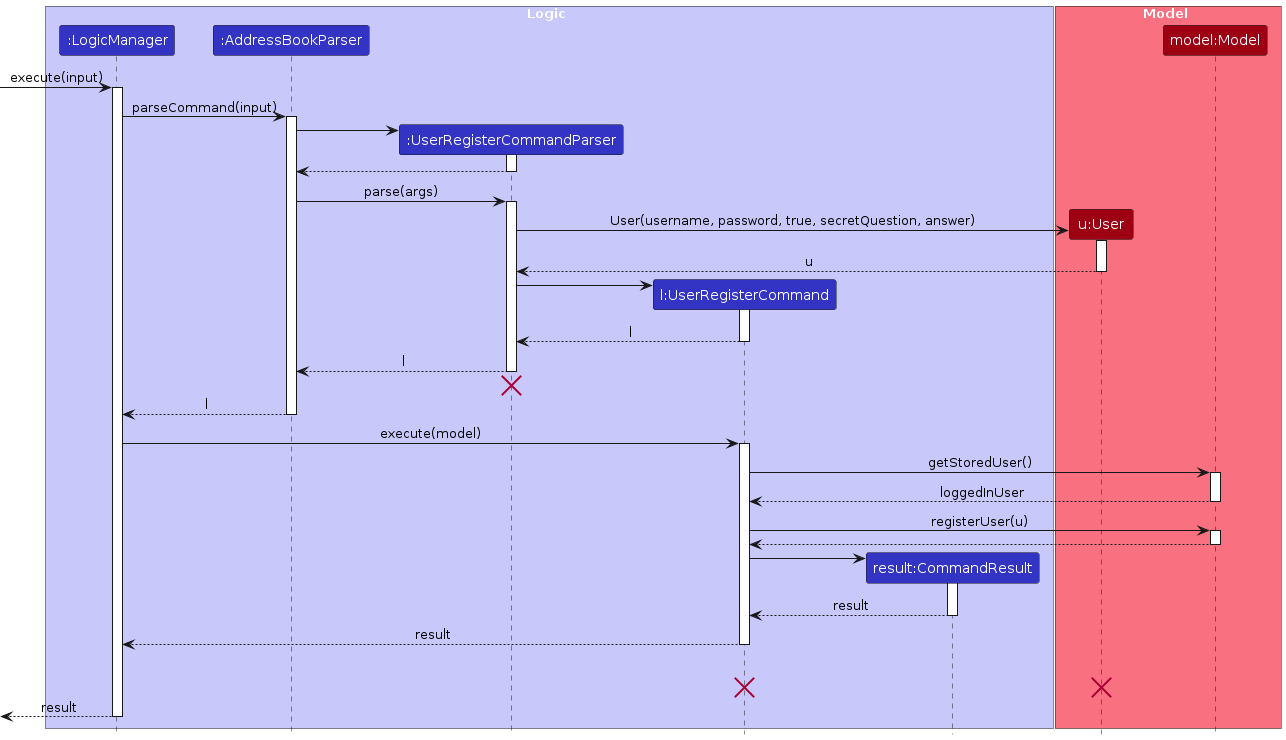 Logic
Model
:LogicManager
:AddressBookParser
model:Model
execute(input)
parseCommand(input)
:UserRegisterCommandParser
parse(args)
User(username, password, true, secretQuestion, answer)
u:User
u
l:UserRegisterCommand
l
l
l
execute(model)
getStoredUser()
loggedInUser
registerUser(u)
result:CommandResult
result
result
result